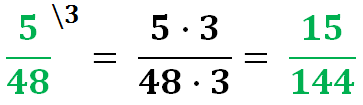 5/48 \3 = 5 · 3/48 · 3 = 15/144